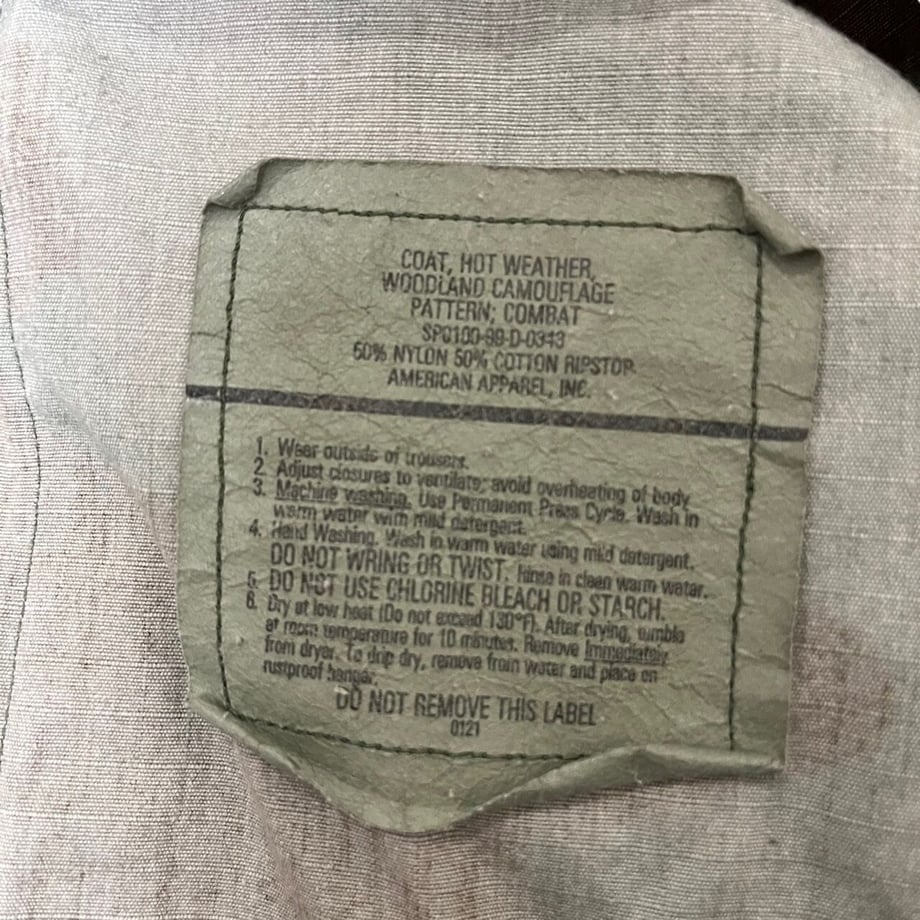 COAT, HOT WEATHER,
WOODLAND CAMOUFLAGE
PATTERN; COMBAT
SPO100-99-D-0343
50% NYLON 50% COTTON RIPSTOP
AMERICAN APPAREL, INC.
1. Wear outside of trousers.
2. Adjust closures to ventilate; avoid overheating of body
3. Machine washing. Use Permanent Press Cycle. Wash in
warm water with mild detergent.
4. Hand Washing. Wash in warm water using mild detergent.
DO NOT WRING OR TWIST. Rinse in clean warm water.
5. DO NOT USE CHLORINE BLEACH OR STARCH.
6. Dry at low heat (Do not exceed 130°F). After drying, tumble
at room temperature for 10 minutes. Remove immediately
from dryer. To drip dry, remove from water and place on
rustproof hanger.
DO NOT REMOVE THIS LABEL
0121